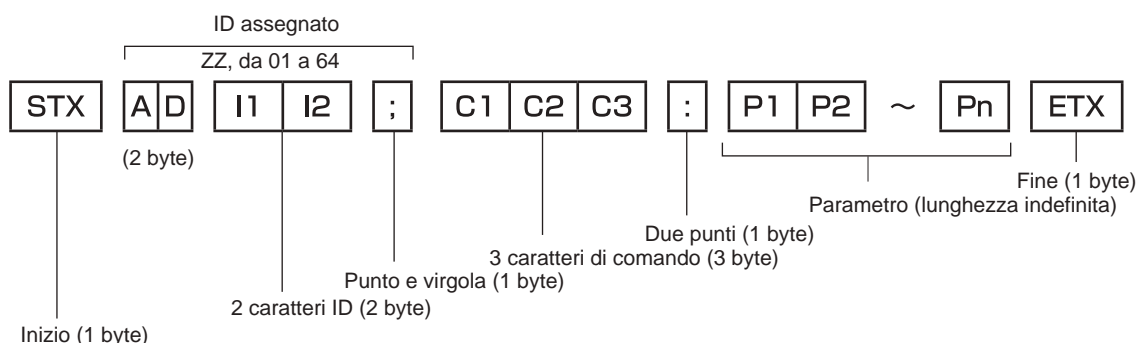 ID assegnato
ZZ, da 01 a 64
STX A D I1 I2 ; C1 C2 C3 : P1 P2 ～ Pn ETX
(2 byte)
Fine (1 byte)
Parametro (lunghezza indefinita)
Due punti (1 byte)
3 caratteri di comando (3 byte)
Punto e virgola (1 byte)
2 caratteri ID (2 byte)
Inizio (1 byte)